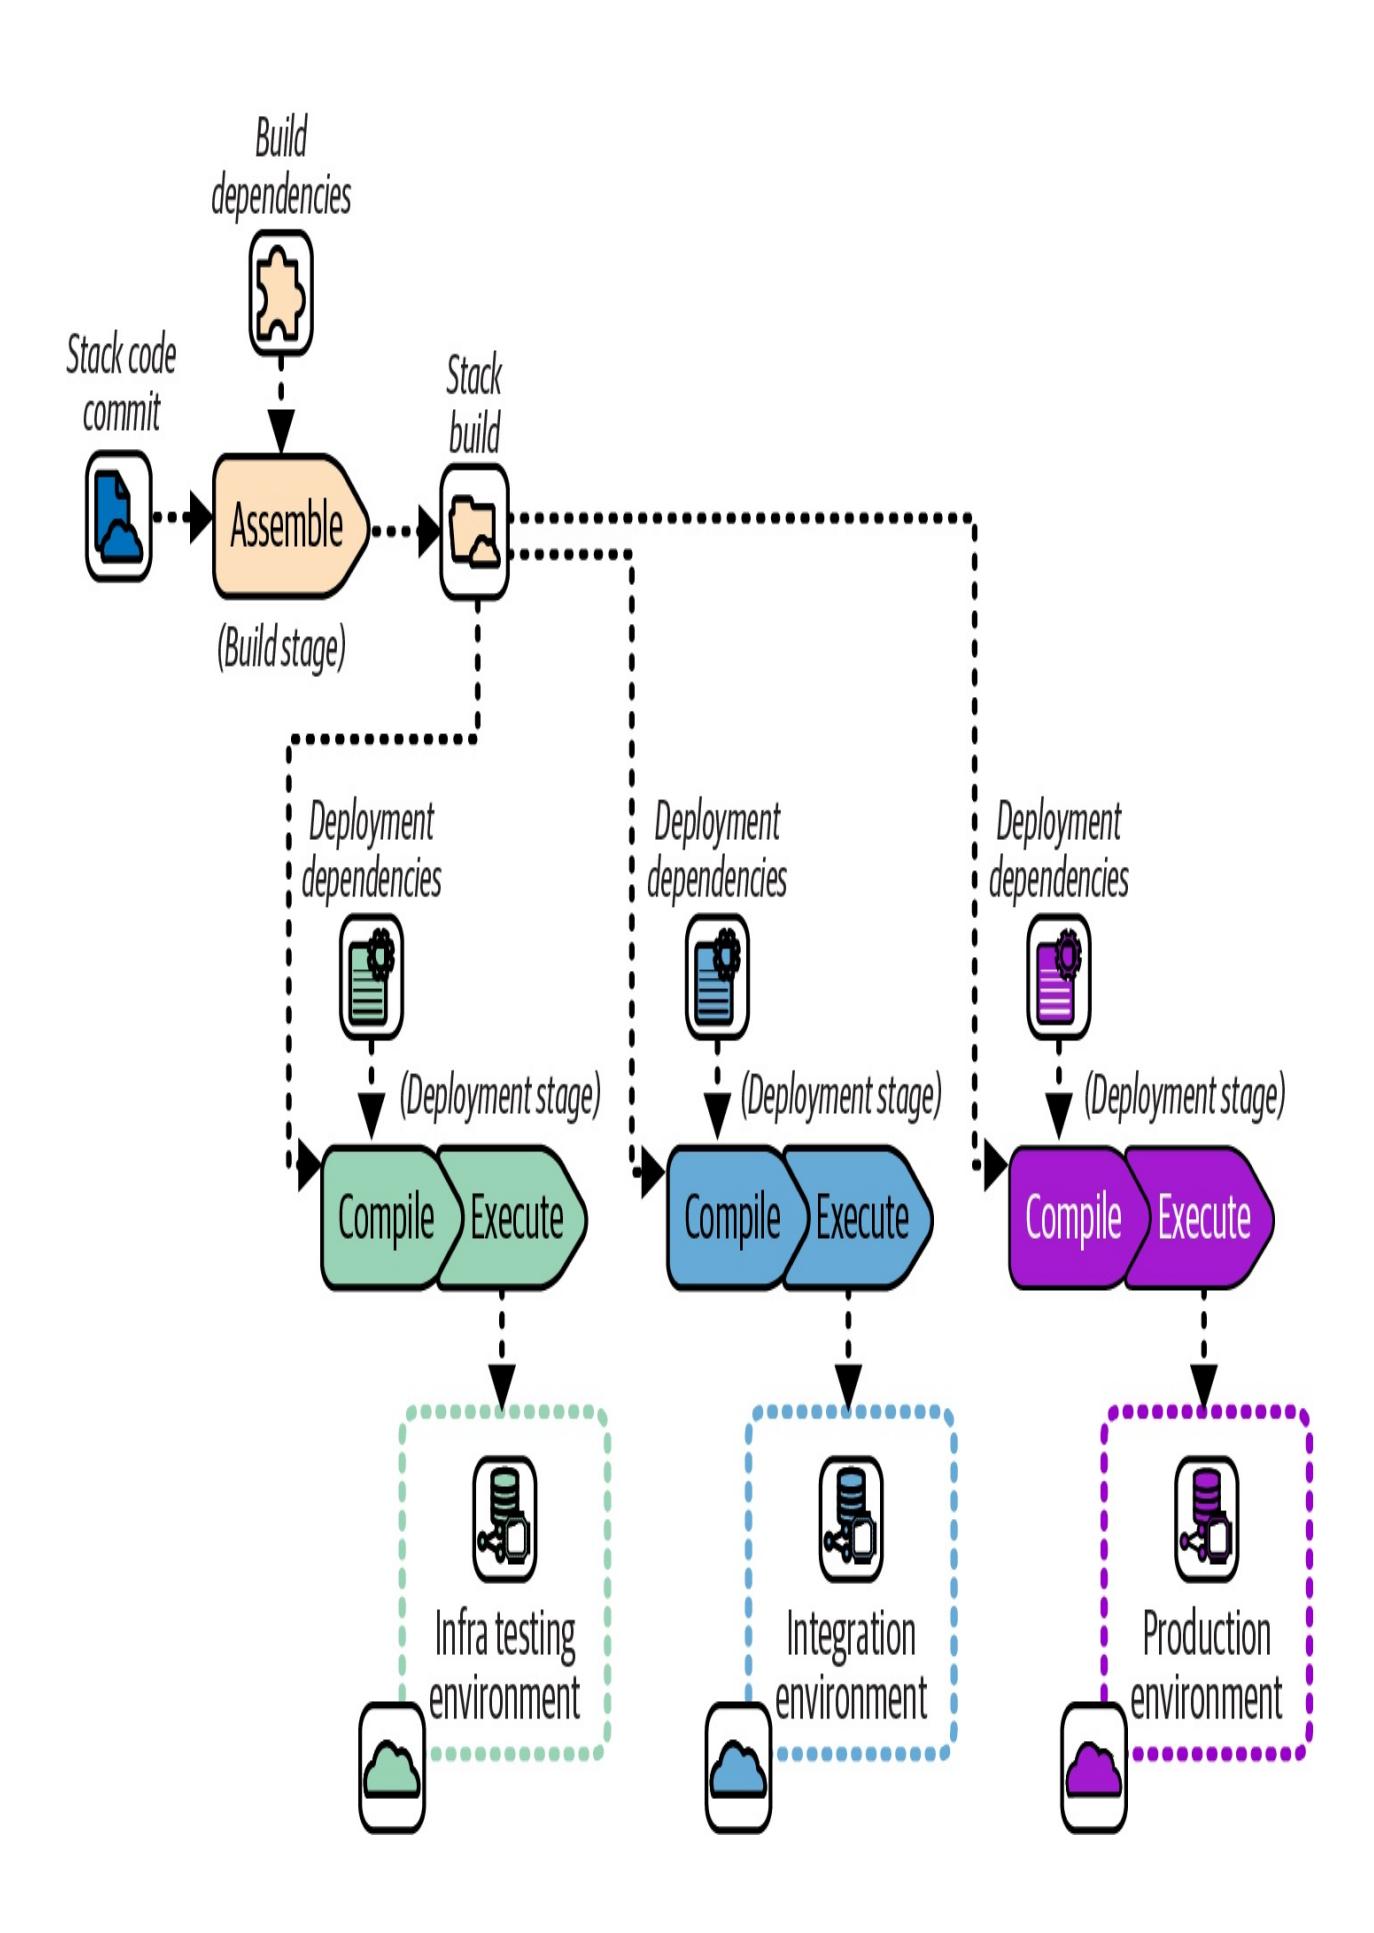 Build
dependencies
Stack code
commit
Stack
build
Assemble
(Build stage)
Deployment
dependencies
Deployment
dependencies
Deployment
dependencies
(Deployment stage)
(Deployment stage)
(Deployment stage)
Compile
Execute
Compile
Execute
Compile
Execute
Infra testing
environment
Integration
environment
Production
environment